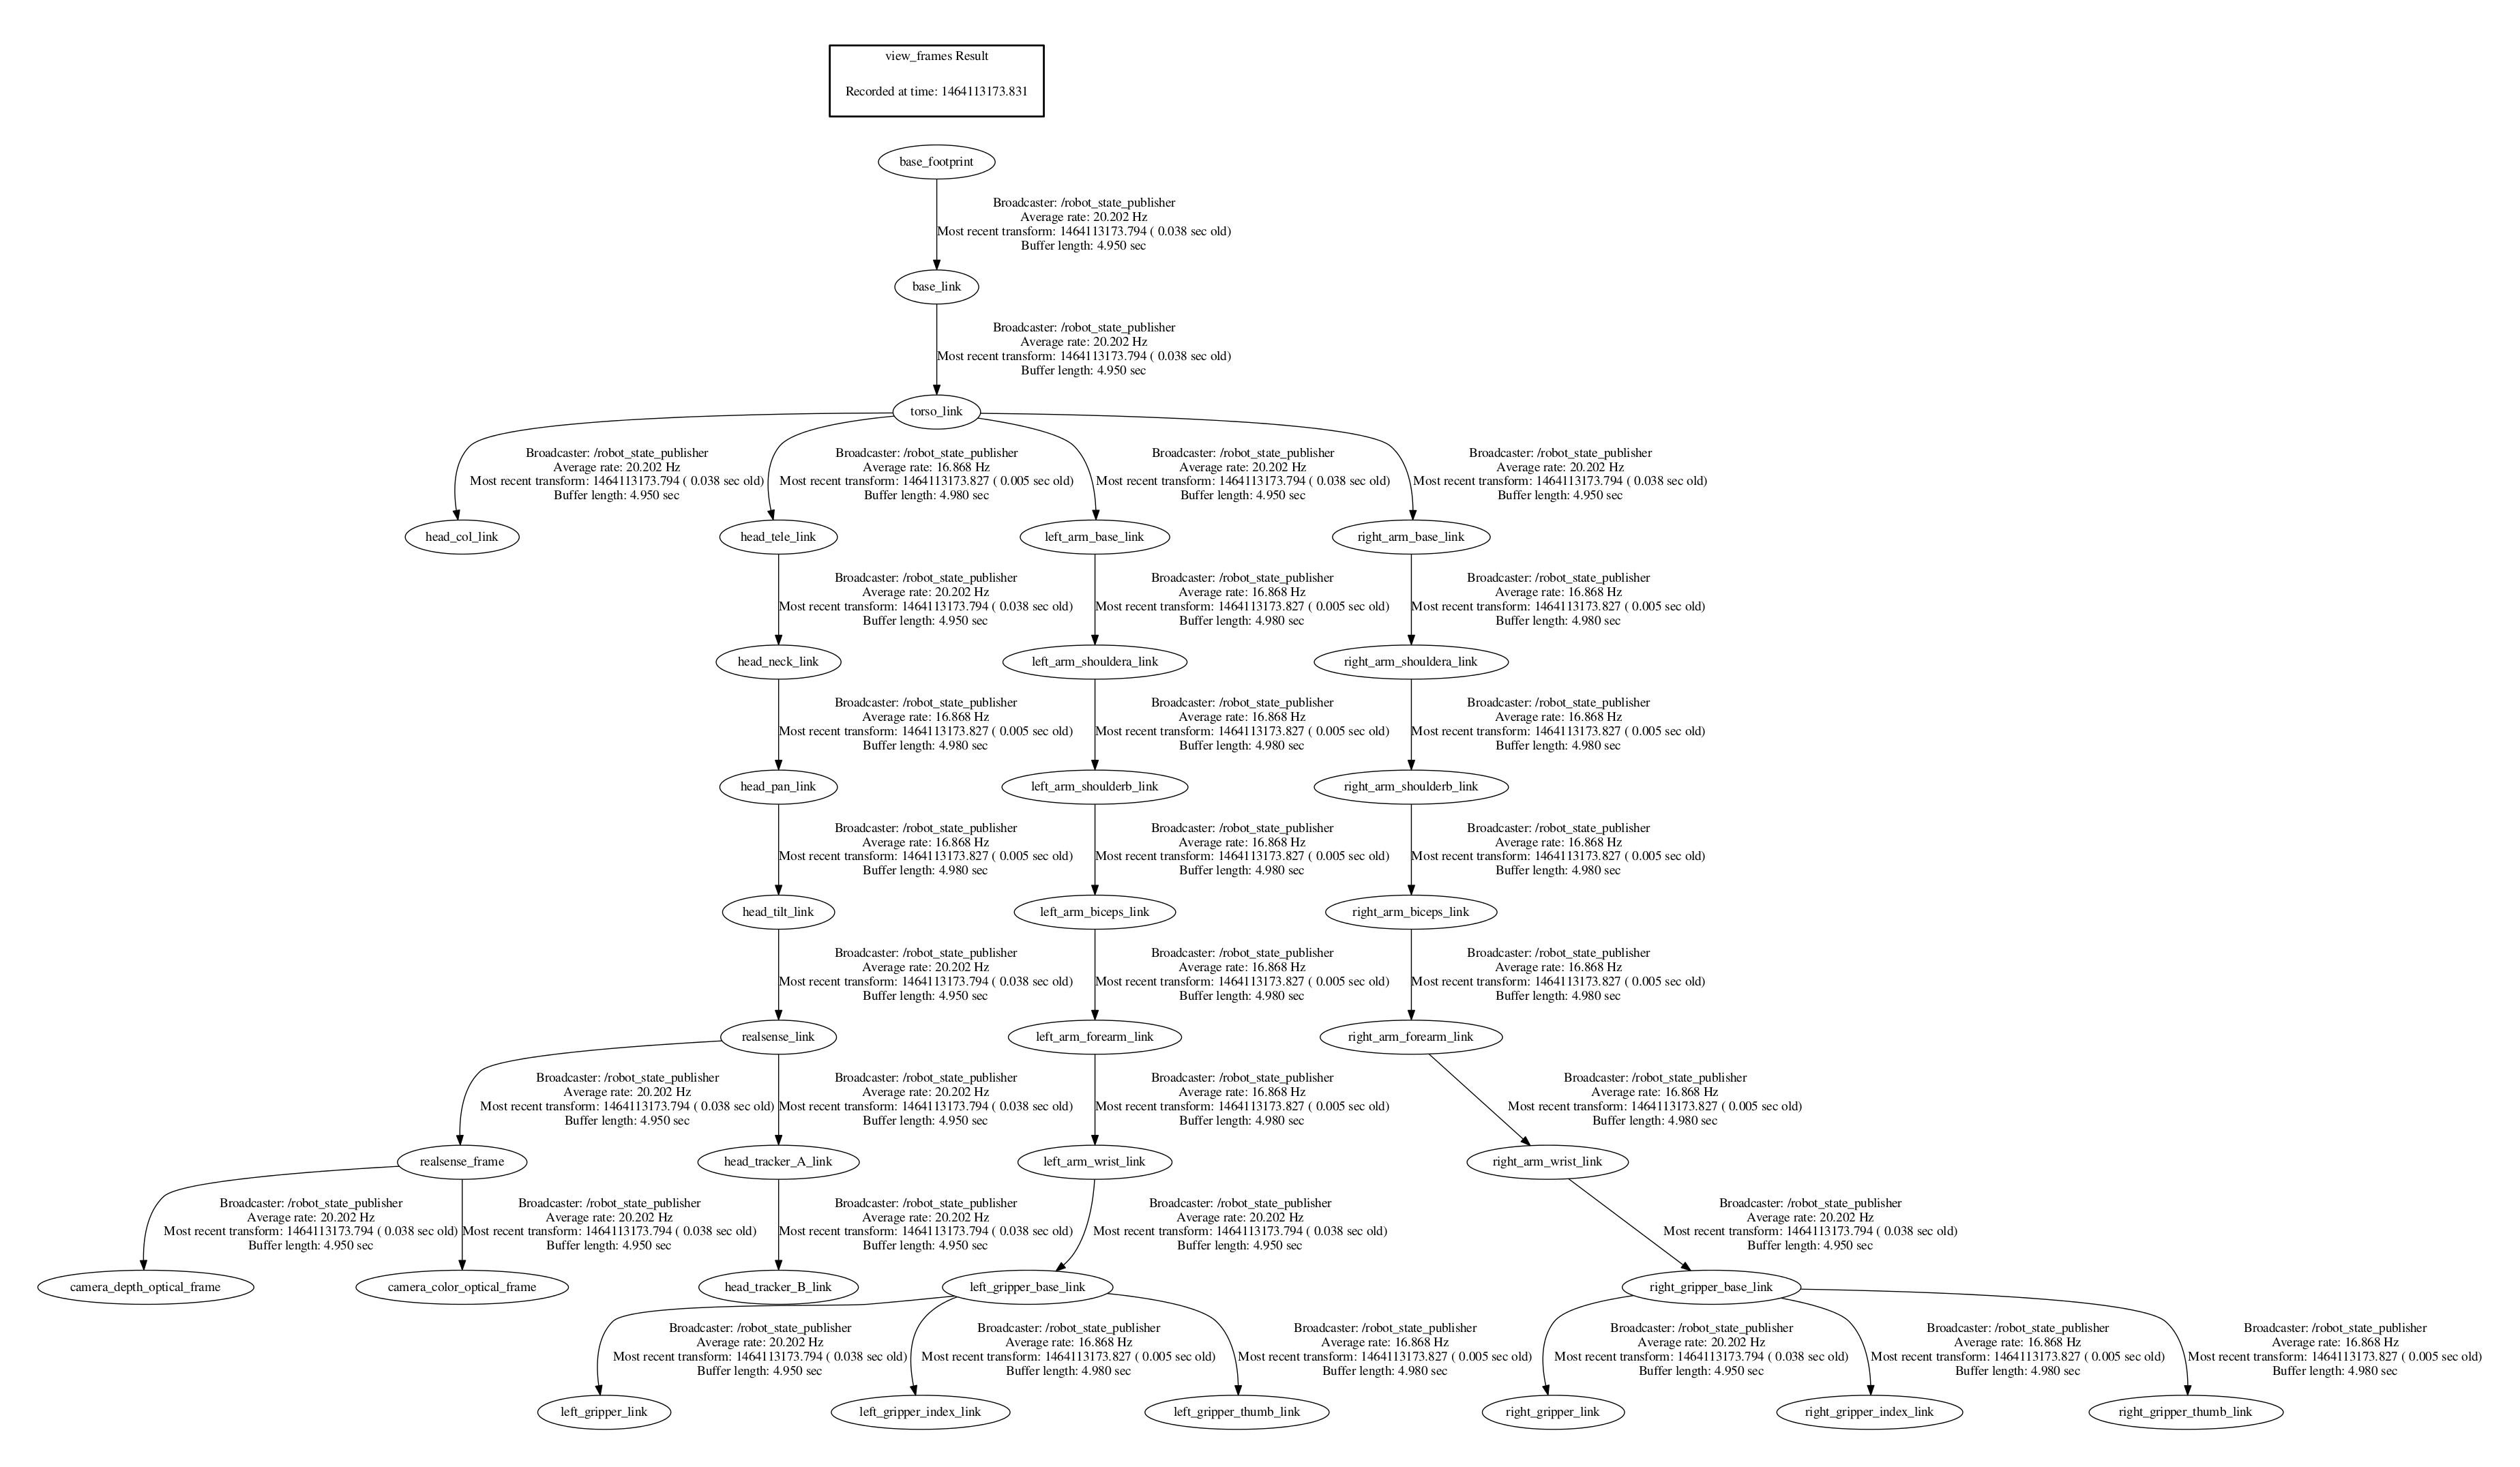 view_frames Result
Recorded at time: 1464113173.831
base_footprint
Broadcaster: /robot_state_publisher
Average rate: 20.202 Hz
Most recent transform: 1464113173.794 ( 0.038 sec old)
Buffer length: 4.950 sec
base_link
Broadcaster: /robot_state_publisher
Average rate: 20.202 Hz
Most recent transform: 1464113173.794 ( 0.038 sec old)
Buffer length: 4.950 sec
torso_link
Broadcaster: /robot_state_publisher
Average rate: 20.202 Hz
Most recent transform: 1464113173.794 ( 0.038 sec old)
Buffer length: 4.950 sec
Broadcaster: /robot_state_publisher
Average rate: 16.868 Hz
Most recent transform: 1464113173.827 ( 0.005 sec old)
Buffer length: 4.980 sec
Broadcaster: /robot_state_publisher
Average rate: 20.202 Hz
Most recent transform: 1464113173.794 ( 0.038 sec old)
Buffer length: 4.950 sec
Broadcaster: /robot_state_publisher
Average rate: 20.202 Hz
Most recent transform: 1464113173.794 ( 0.038 sec old)
Buffer length: 4.950 sec
head_col_link
head_tele_link
left_arm_base_link
right_arm_base_link
Broadcaster: /robot_state_publisher
Average rate: 20.202 Hz
Most recent transform: 1464113173.794 ( 0.038 sec old)
Buffer length: 4.950 sec
Broadcaster: /robot_state_publisher
Average rate: 16.868 Hz
Most recent transform: 1464113173.827 ( 0.005 sec old)
Buffer length: 4.980 sec
Broadcaster: /robot_state_publisher
Average rate: 16.868 Hz
Most recent transform: 1464113173.827 ( 0.005 sec old)
Buffer length: 4.980 sec
head_neck_link
left_arm_shouldera_link
right_arm_shouldera_link
Broadcaster: /robot_state_publisher
Average rate: 16.868 Hz
Most recent transform: 1464113173.827 ( 0.005 sec old)
Buffer length: 4.980 sec
Broadcaster: /robot_state_publisher
Average rate: 16.868 Hz
Most recent transform: 1464113173.827 ( 0.005 sec old)
Buffer length: 4.980 sec
Broadcaster: /robot_state_publisher
Average rate: 16.868 Hz
Most recent transform: 1464113173.827 ( 0.005 sec old)
Buffer length: 4.980 sec
head_pan_link
left_arm_shoulderb_link
right_arm_shoulderb_link
Broadcaster: /robot_state_publisher
Average rate: 16.868 Hz
Most recent transform: 1464113173.827 ( 0.005 sec old)
Buffer length: 4.980 sec
Broadcaster: /robot_state_publisher
Average rate: 16.868 Hz
Most recent transform: 1464113173.827 ( 0.005 sec old)
Buffer length: 4.980 sec
Broadcaster: /robot_state_publisher
Average rate: 16.868 Hz
Most recent transform: 1464113173.827 ( 0.005 sec old)
Buffer length: 4.980 sec
head_tilt_link
left_arm_biceps_link
right_arm_biceps_link
Broadcaster: /robot_state_publisher
Average rate: 20.202 Hz
Most recent transform: 1464113173.794 ( 0.038 sec old)
Buffer length: 4.950 sec
Broadcaster: /robot_state_publisher
Average rate: 16.868 Hz
Most recent transform: 1464113173.827 ( 0.005 sec old)
Buffer length: 4.980 sec
Broadcaster: /robot_state_publisher
Average rate: 16.868 Hz
Most recent transform: 1464113173.827 ( 0.005 sec old)
Buffer length: 4.980 sec
realsense_link
left_arm_forearm_link
right_arm_forearm_link
Broadcaster: /robot_state_publisher
Average rate: 20.202 Hz
Most recent transform: 1464113173.794 ( 0.038 sec old)
Buffer length: 4.950 sec
Broadcaster: /robot_state_publisher
Average rate: 20.202 Hz
Most recent transform: 1464113173.794 ( 0.038 sec old)
Buffer length: 4.950 sec
Broadcaster: /robot_state_publisher
Average rate: 16.868 Hz
Most recent transform: 1464113173.827 ( 0.005 sec old)
Buffer length: 4.980 sec
Broadcaster: /robot_state_publisher
Average rate: 16.868 Hz
Most recent transform: 1464113173.827 ( 0.005 sec old)
Buffer length: 4.980 sec
realsense_frame
head_tracker_A_link
left_arm_wrist_link
right_arm_wrist_link
Broadcaster: /robot_state_publisher
Average rate: 20.202 Hz
Most recent transform: 1464113173.794 ( 0.038 sec old)
Buffer length: 4.950 sec
Broadcaster: /robot_state_publisher
Average rate: 20.202 Hz
Most recent transform: 1464113173.794 ( 0.038 sec old)
Buffer length: 4.950 sec
Broadcaster: /robot_state_publisher
Average rate: 20.202 Hz
Most recent transform: 1464113173.794 ( 0.038 sec old)
Buffer length: 4.950 sec
Broadcaster: /robot_state_publisher
Average rate: 20.202 Hz
Most recent transform: 1464113173.794 ( 0.038 sec old)
Buffer length: 4.950 sec
Broadcaster: /robot_state_publisher
Average rate: 20.202 Hz
Most recent transform: 1464113173.794 ( 0.038 sec old)
Buffer length: 4.950 sec
camera_depth_optical_frame
camera_color_optical_frame
head_tracker_B_link
left_gripper_base_link
right_gripper_base_link
Broadcaster: /robot_state_publisher
Average rate: 20.202 Hz
Most recent transform: 1464113173.794 ( 0.038 sec old)
Buffer length: 4.950 sec
Broadcaster: /robot_state_publisher
Average rate: 16.868 Hz
Most recent transform: 1464113173.827 ( 0.005 sec old)
Buffer length: 4.980 sec
Broadcaster: /robot_state_publisher
Average rate: 16.868 Hz
Most recent transform: 1464113173.827 ( 0.005 sec old)
Buffer length: 4.980 sec
Broadcaster: /robot_state_publisher
Average rate: 20.202 Hz
Most recent transform: 1464113173.794 ( 0.038 sec old)
Buffer length: 4.950 sec
Broadcaster: /robot_state_publisher
Average rate: 16.868 Hz
Most recent transform: 1464113173.827 ( 0.005 sec old)
Buffer length: 4.980 sec
Broadcaster: /robot_state_publisher
Average rate: 16.868 Hz
Most recent transform: 1464113173.827 ( 0.005 sec old)
Buffer length: 4.980 sec
left_gripper_link
left_gripper_index_link
left_gripper_thumb_link
right_gripper_link
right_gripper_index_link
right_gripper_thumb_link